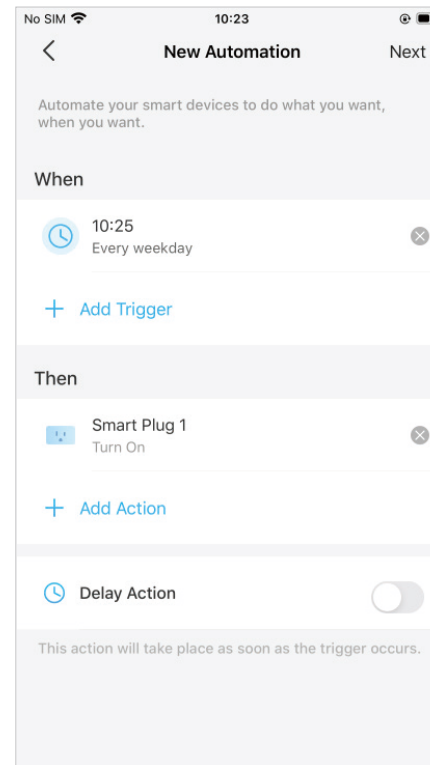 No SIM 10:23
New Automation Next
Automate your smart devices to do what you want,
when you want.
When
10:25
Every weekday
+ Add Trigger
Then
Smart Plug 1
Turn On
+ Add Action
Delay Action
This action will take place as soon as the trigger occurs.